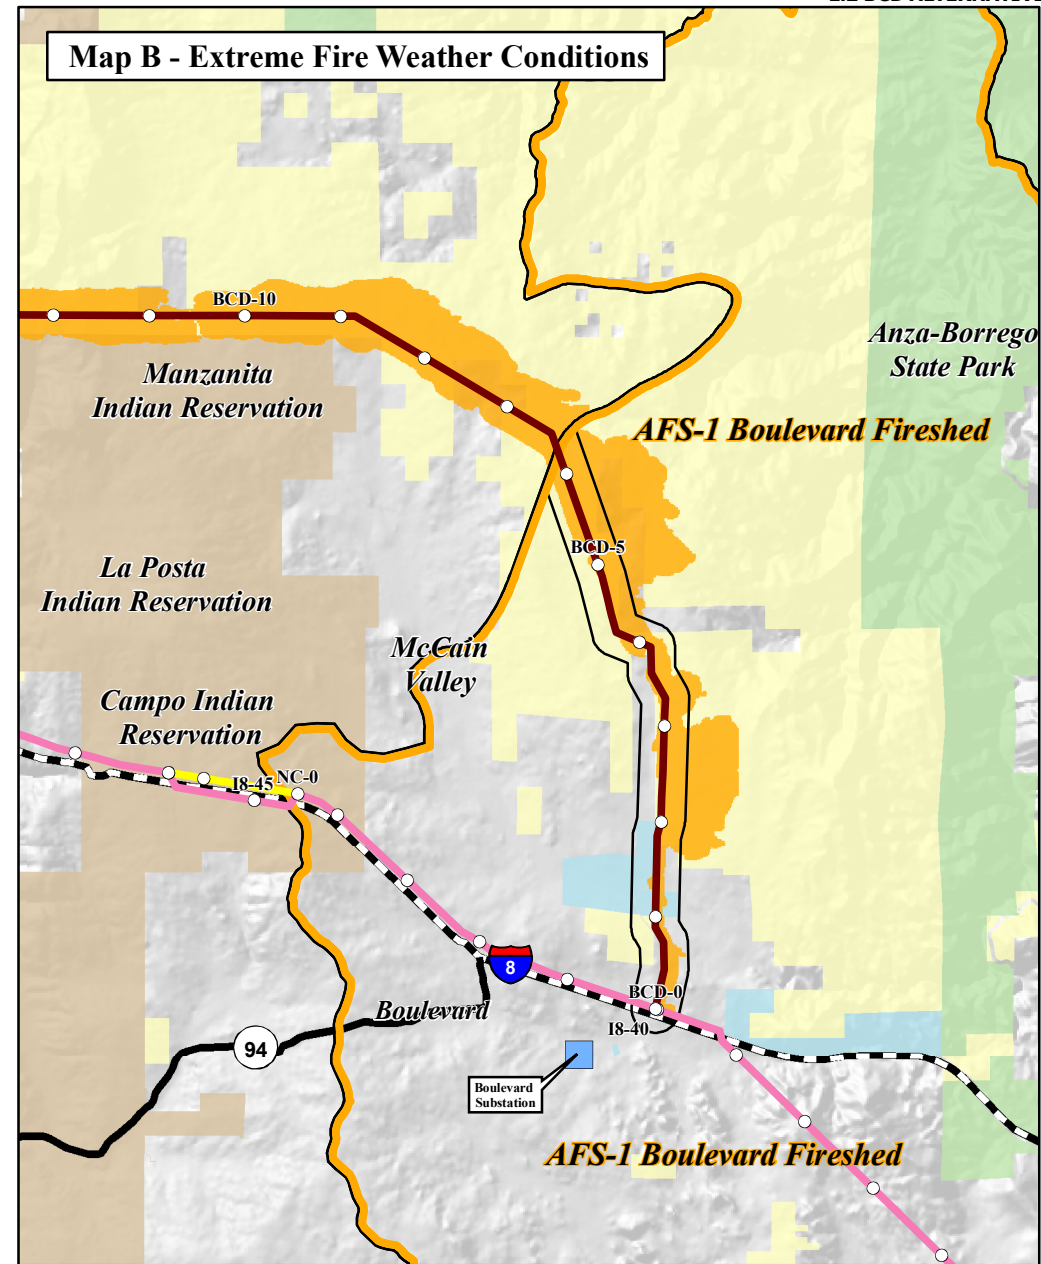 Map B - Extreme Fire Weather Conditions
BCD-10
Anza-Borrego
State Park
Manzanita
Indian Reservation
AFS-1 Boulevard Fireshed
BCD-5
La Posta
Indian Reservation
McCain
Valley
Campo Indian
Reservation
I8-45
NC-0
8
BCD-0
Boulevard
I8-40
94
Boulevard
Substation
AFS-1 Boulevard Fireshed